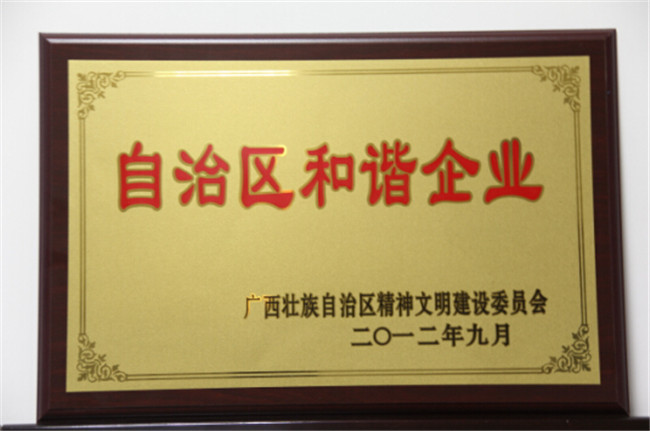 自治区和谐企业
广西壮族自治区精神文明建设委员会
二〇一二年九月